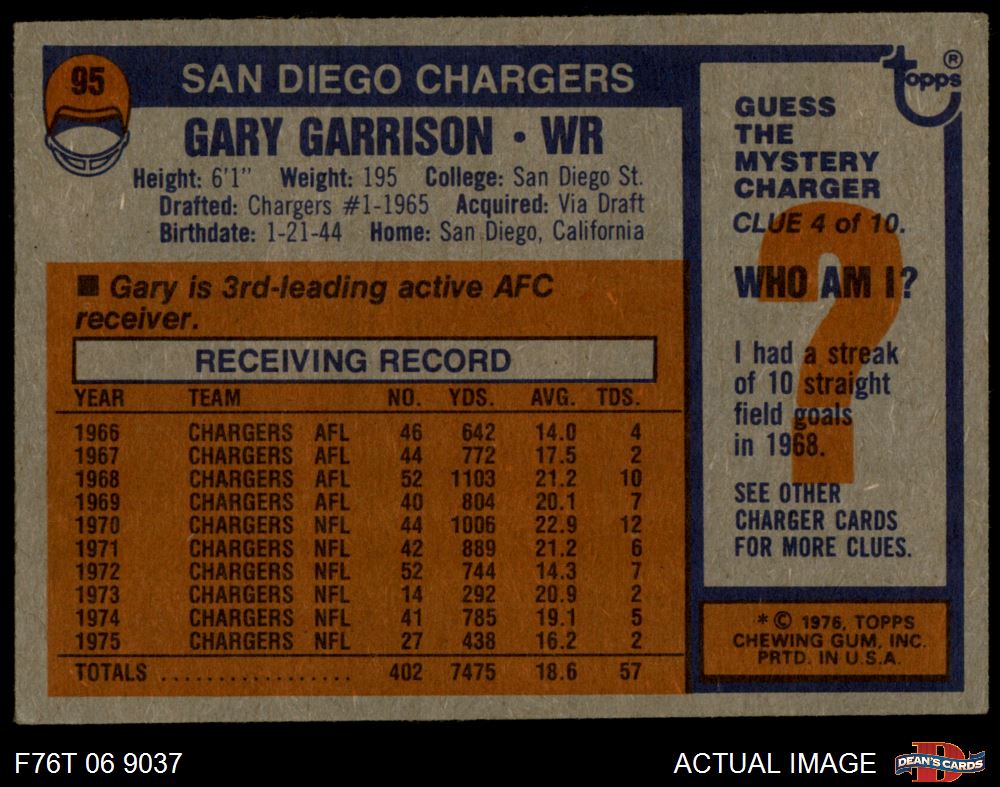 95
SAN DIEGO CHARGERS
GARY GARRISON • WR
Height: 6'1" Weight: 195 College: San Diego St.
Drafted: Chargers #1-1965 Acquired: Via Draft
Birthdate: 1-21-44 Home: San Diego, California
■ Gary is 3rd-leading active AFC
receiver.
RECEIVING RECORD
YEAR TEAM NO. YDS. AVG. TDS.
1966 CHARGERS AFL 46 642 14.0 4
1967 CHARGERS AFL 44 772 17.5 2
1968 CHARGERS AFL 52 1103 21.2 10
1969 CHARGERS AFL 40 804 20.1 7
1970 CHARGERS NFL 44 1006 22.9 12
1971 CHARGERS NFL 42 889 21.2 6
1972 CHARGERS NFL 52 744 14.3 7
1973 CHARGERS NFL 14 292 20.9 2
1974 CHARGERS NFL 41 785 19.1 5
1975 CHARGERS NFL 27 438 16.2 2
TOTALS ................. 402 7475 18.6 57
topps ®
GUESS
THE
MYSTERY
CHARGER
CLUE 4 of 10.
?
WHO AM I?
I had a streak
of 10 straight
field goals
in 1968.
SEE OTHER
CHARGER CARDS
FOR MORE CLUES.
* © 1976, TOPPS
CHEWING GUM, INC.
PRTD. IN U.S.A.
F76T 06 9037
ACTUAL IMAGE
D
DEAN'S CARDS